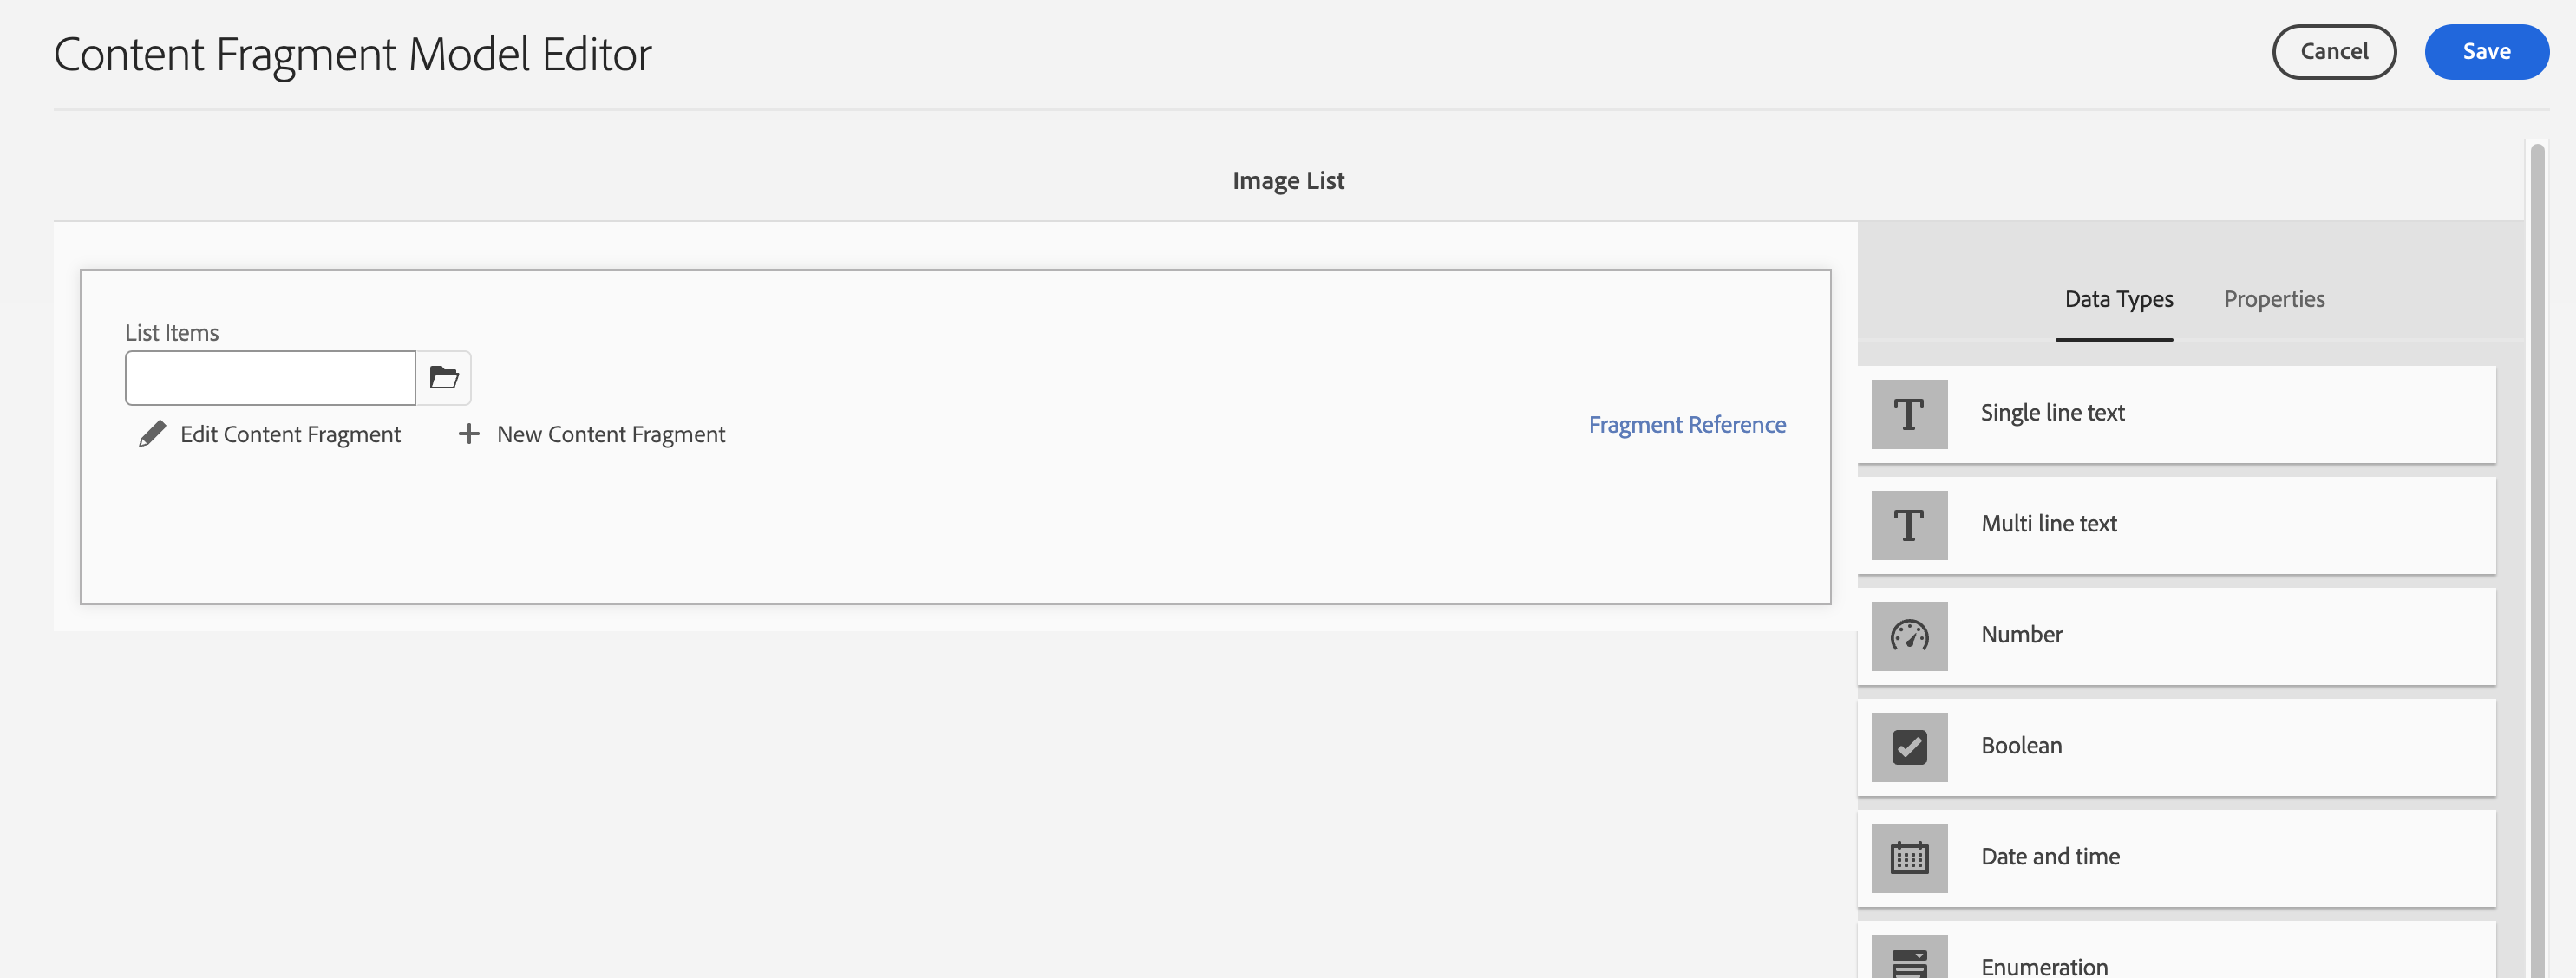 Content Fragment Model Editor
Cancel
Save
Image List
Data Types
Properties
List Items
Edit Content Fragment
New Content Fragment
Fragment Reference
Single line text
Multi line text
Number
Boolean
Date and time
Enumeration